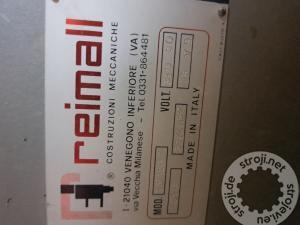 reimall
®
COSTRUZIONI MECCANICHE
I - 21040 VENEGONO INFERIORE (VA)
via Vecchia Milanese - Tel. 0331-864481
VOLT.
MOD.
MADE IN ITALY
stroji.net
strojevi.net
stroji.de